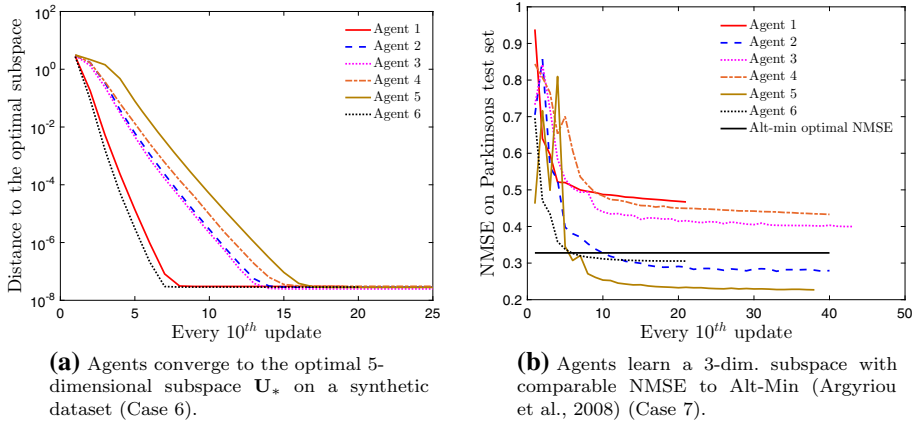 10^2
10^0
10^-2
10^-4
10^-6
10^-8
Distance to the optimal subspace
0 5 10 15 20 25
Every 10^th update
Agent 1
Agent 2
Agent 3
Agent 4
Agent 5
Agent 6
(a) Agents converge to the optimal 5-
dimensional subspace U_* on a synthetic
dataset (Case 6).
1
0.9
0.8
0.7
0.6
0.5
0.4
0.3
0.2
NMSE on Parkinsons test set
0 10 20 30 40 50
Every 10^th update
Agent 1
Agent 2
Agent 3
Agent 4
Agent 5
Agent 6
Alt-min optimal NMSE
(b) Agents learn a 3-dim. subspace with
comparable NMSE to Alt-Min (Argyriou
et al., 2008) (Case 7).